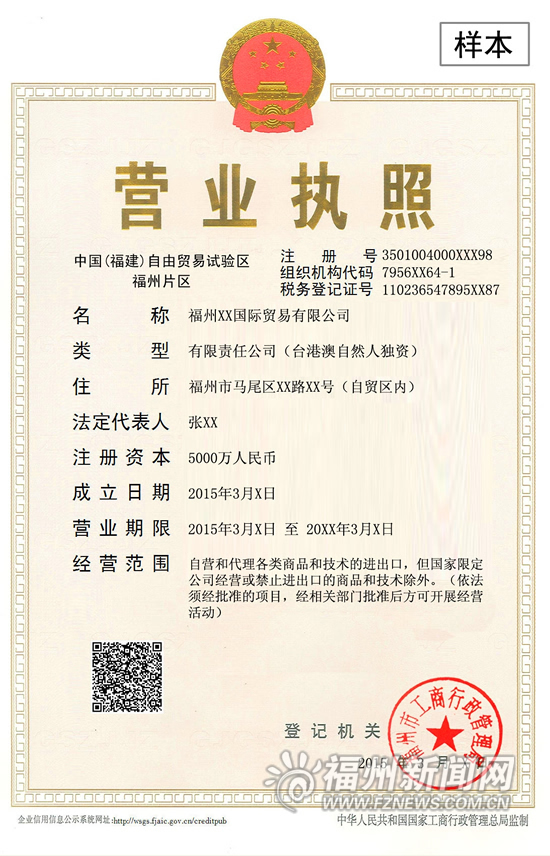 样本
营业执照
中国(福建)自由贸易试验区
福州片区
注册号 3501004000XXX98
组织机构代码 7956XX64-1
税务登记证号 110236547895XX87
名称 福州XX国际贸易有限公司
类型 有限责任公司（台港澳自然人独资）
住所 福州市马尾区XX路XX号（自贸区内）
法定代表人 张XX
注册资本 5000万人民币
成立日期 2015年3月X日
营业期限 2015年3月X日 至 20XX年3月X日
经营范围 自营和代理各类商品和技术的进出口，但国家限定
公司经营或禁止进出口的商品和技术除外。（依法
须经批准的项目，经相关部门批准后方可开展经营
活动）
登记机关
福州市工商行政管理局
2015 年 3 月 X 日
福州新闻网
WWW.FZNEWS.COM.CN
企业信用信息公示系统网址:http://wsgs.fjaic.gov.cn/creditpub
中华人民共和国国家工商行政管理总局监制